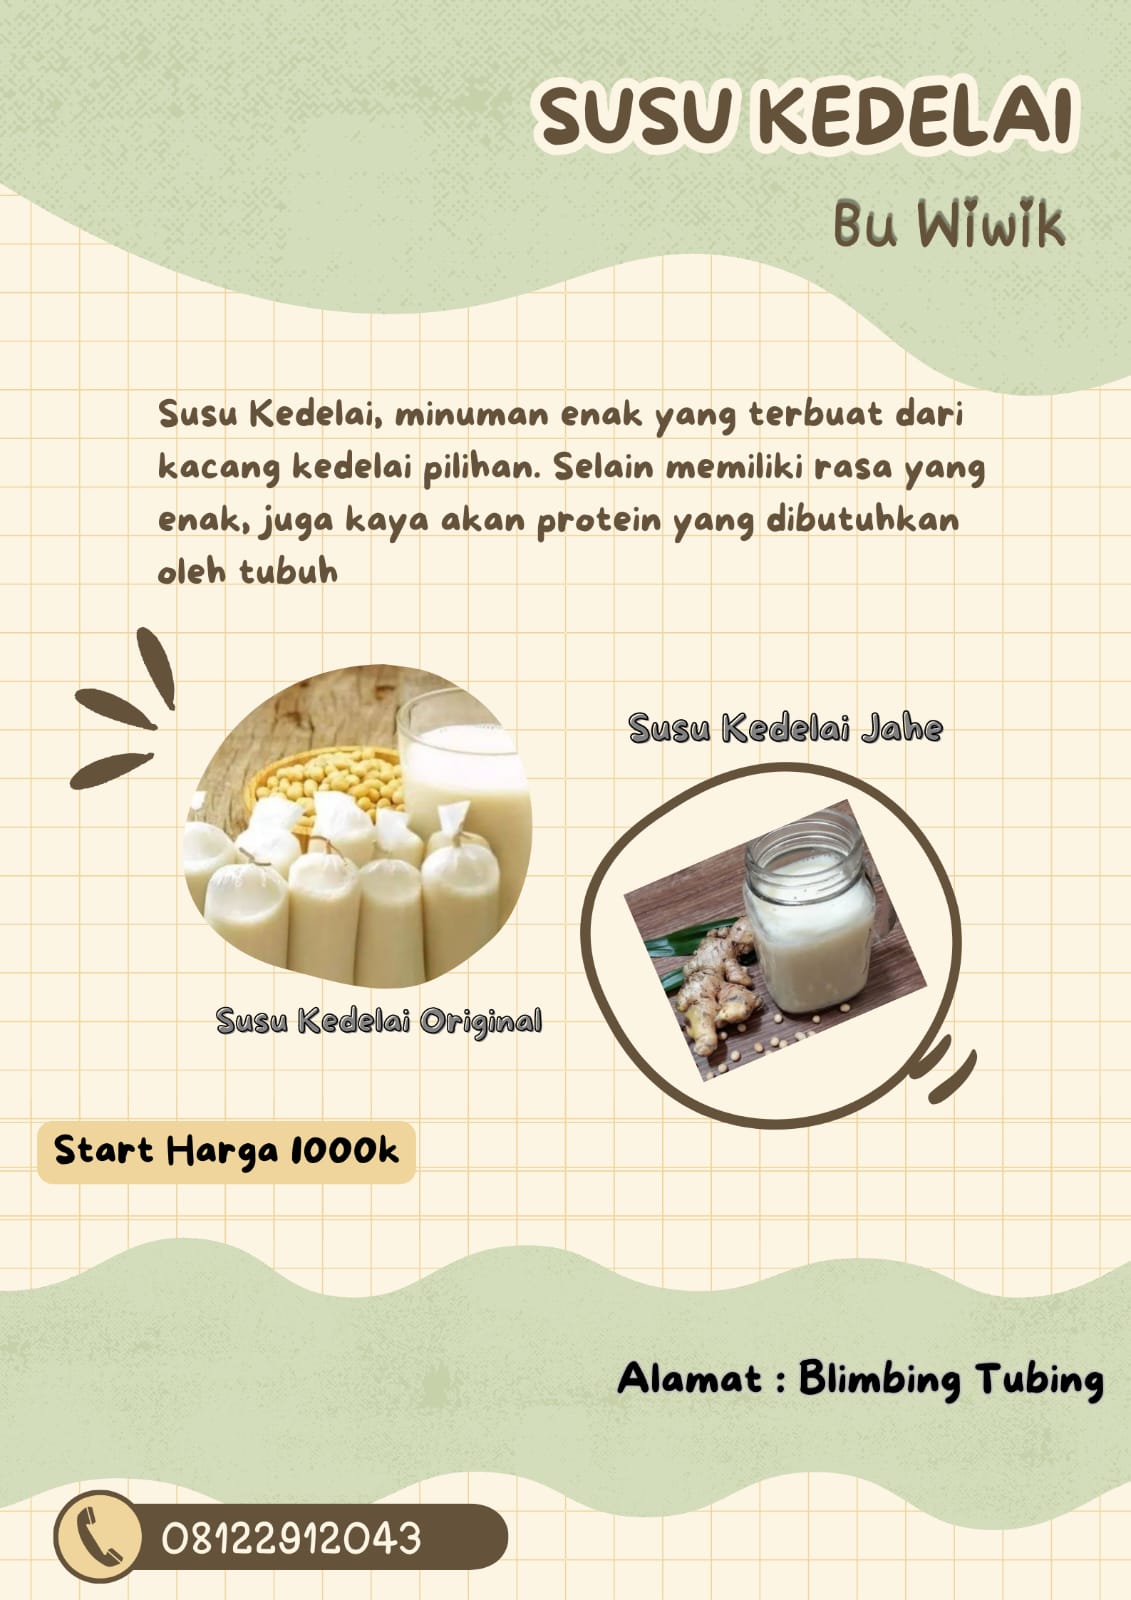 SUSU KEDELAI
Bu Wiwik
Susu Kedelai, minuman enak yang terbuat dari
kacang kedelai pilihan. Selain memiliki rasa yang
enak, juga kaya akan protein yang dibutuhkan
oleh tubuh
Susu Kedelai Jahe
Susu Kedelai Original
Start Harga 1000k
Alamat : Blimbing Tubing
08122912043